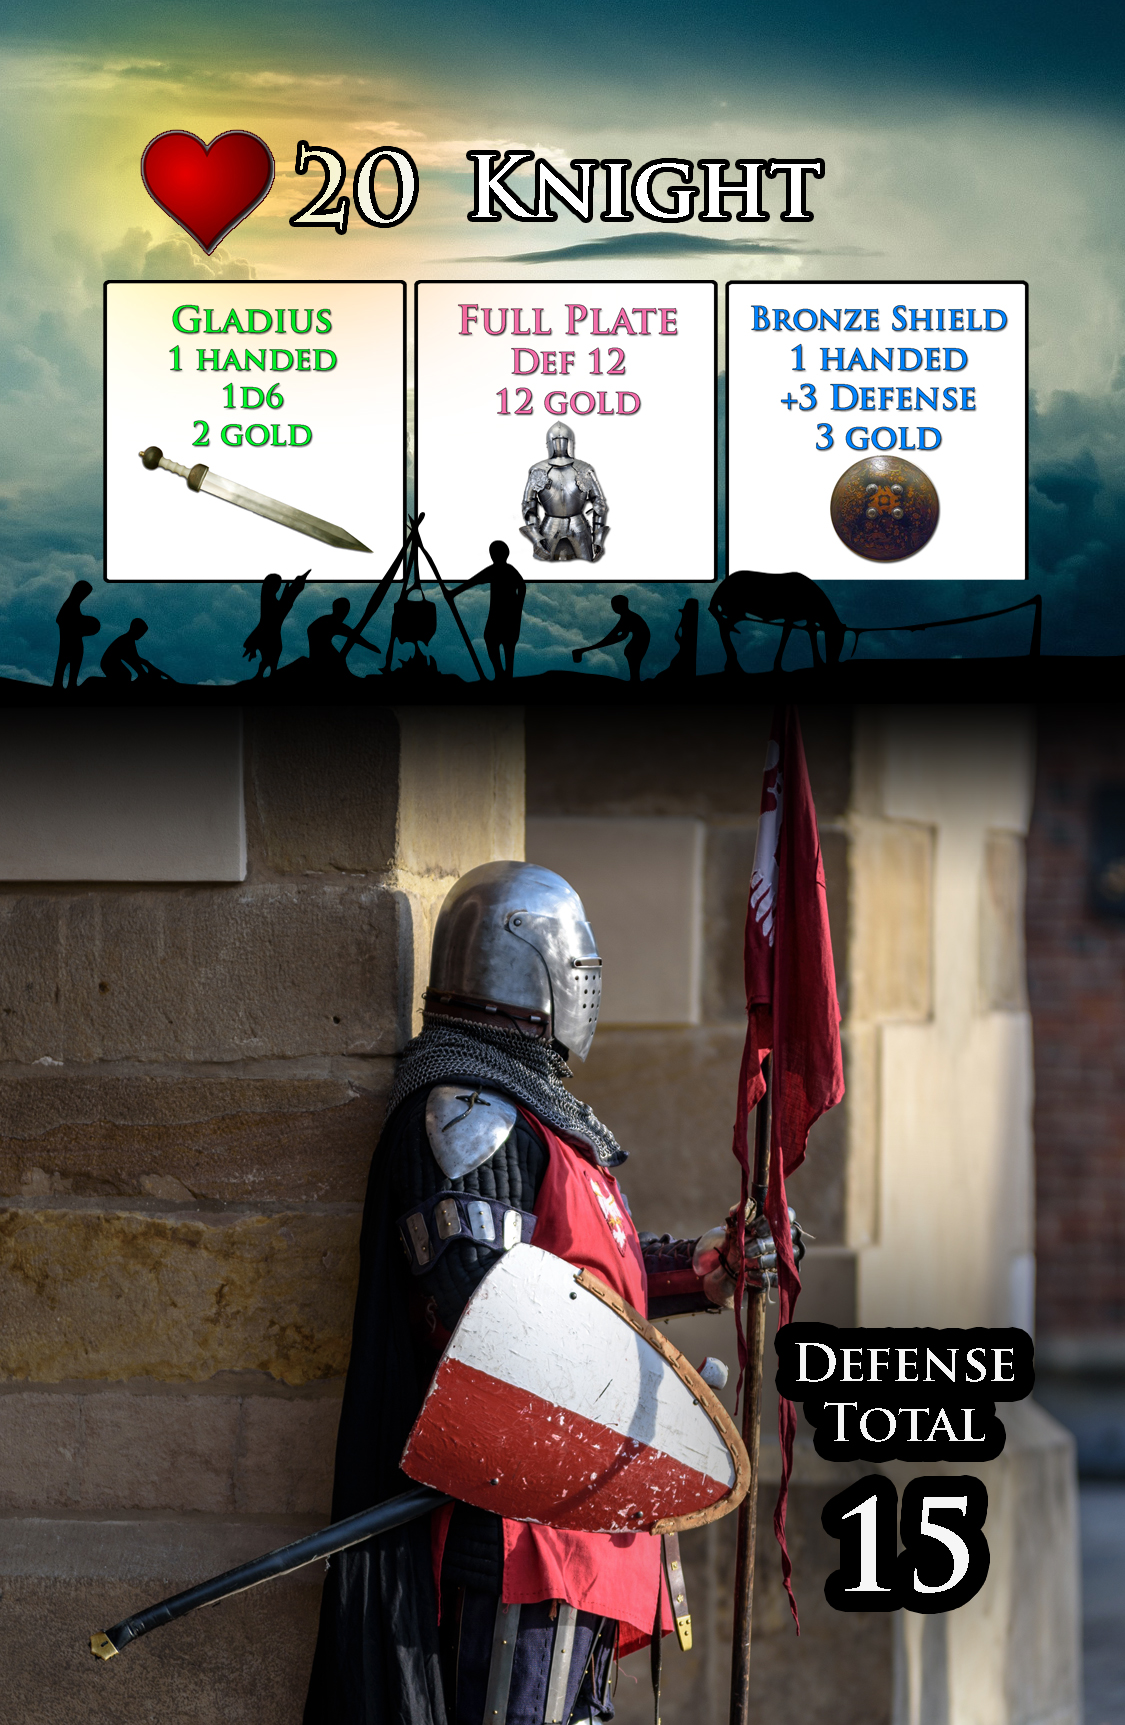 20 Knight
Gladius
1 handed
1d6
2 gold
Full Plate
Def 12
12 gold
Bronze Shield
1 handed
+3 Defense
3 gold
Defense
Total
15